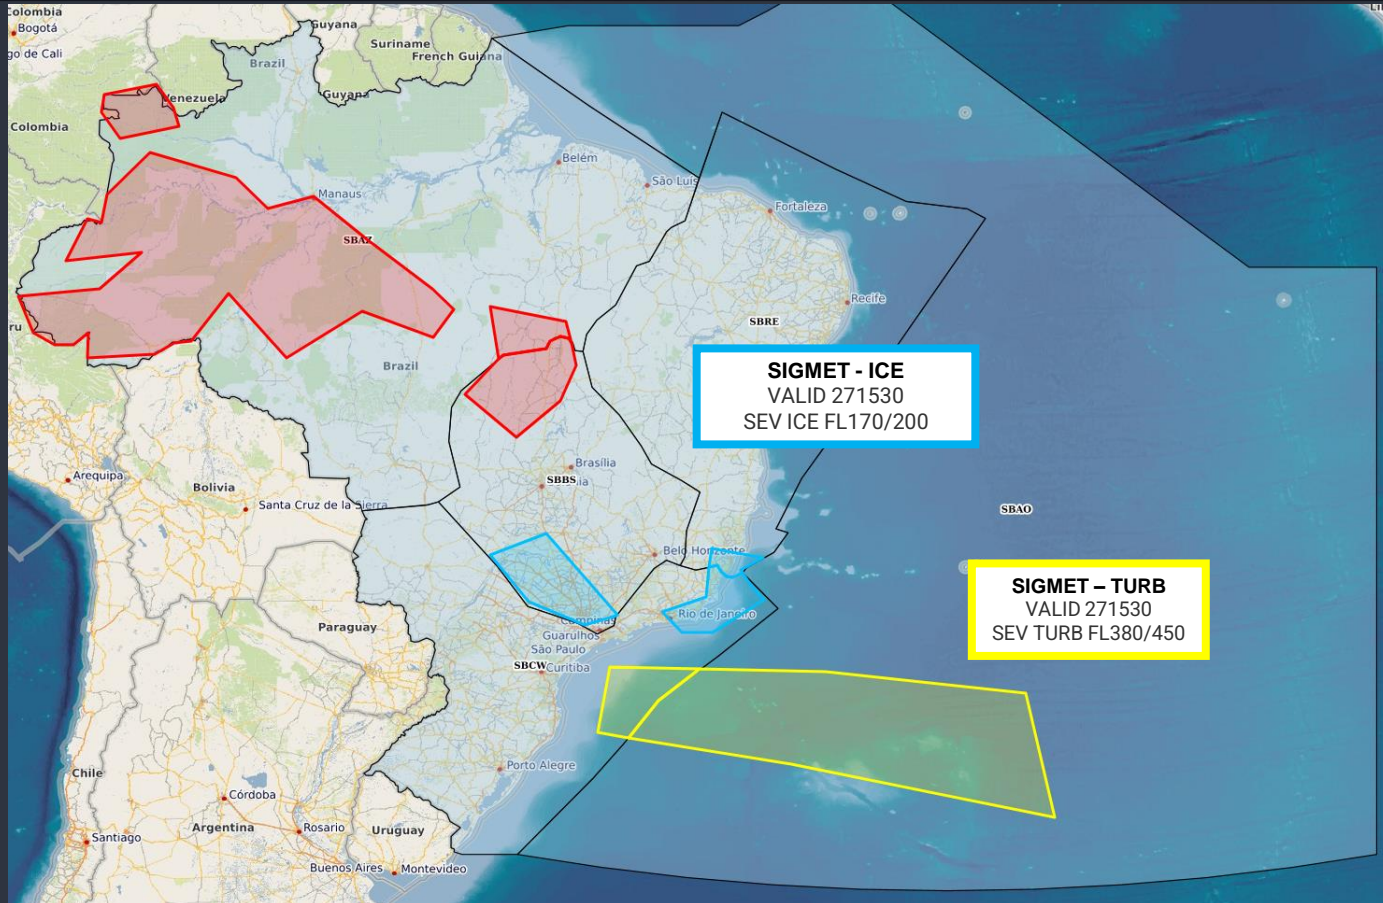 Colombia
Bogotá
go de Cali
Guyana
Suriname
French Guiana
Brazil
Venezuela
Guyana
Colombia
Belém
São Luís
Manaus
Fortaleza
SBAZ
Recife
ru
SBRE
Brazil
SIGMET - ICE
VALID 271530
SEV ICE FL170/200
Brasília
Arequipa
SBBS
Bolivia
Santa Cruz de la Sierra
SBAO
Belo Horizonte
SIGMET – TURB
VALID 271530
SEV TURB FL380/450
Rio de Janeiro
Campinas
Paraguay
Guarulhos
São Paulo
SBCW
Curitiba
Porto Alegre
Chile
Córdoba
Argentina
Rosario
Uruguay
Santiago
Buenos Aires
Montevideo